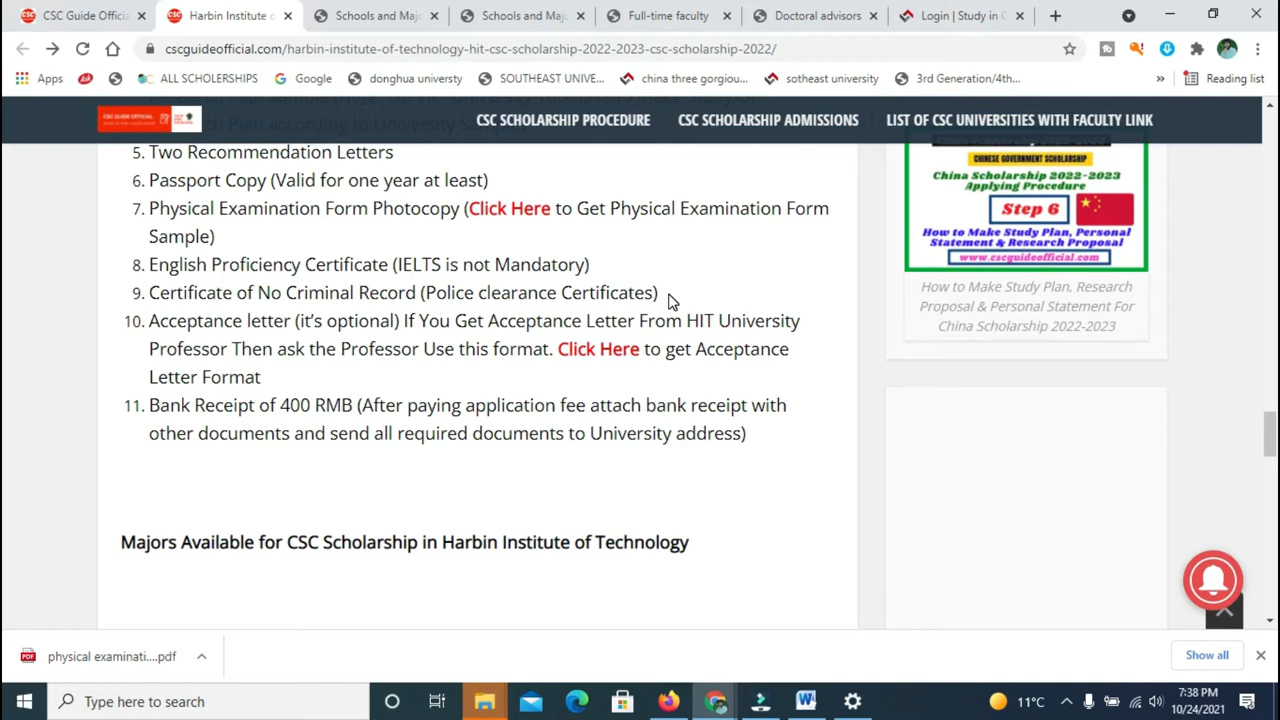 CSC Guide Officia
Harbin Institute o
Schools and Maj
Schools and Maj
Full-time faculty
Doctoral advisors
Login | Study in C
cscguideofficial.com/harbin-institute-of-technology-hit-csc-scholarship-2022-2023-csc-scholarship-2022/
Apps
ALL SCHOLERSHIPS
Google
donghua univercity
SOUTHEAST UNIVE...
china three gorgou...
sotheast university
3rd Generation/4th...
»
Reading list
CSC GUIDE OFFICIAL
CSC SCHOLARSHIP PROCEDURE
CSC SCHOLARSHIP ADMISSIONS
LIST OF CSC UNIVERSITIES WITH FACULTY LINK
5. Two Recommendation Letters
6. Passport Copy (Valid for one year at least)
7. Physical Examination Form Photocopy (Click Here to Get Physical Examination Form
Sample)
8. English Proficiency Certificate (IELTS is not Mandatory)
9. Certificate of No Criminal Record (Police clearance Certificates)
10. Acceptance letter (it's optional) If You Get Acceptance Letter From HIT University
Professor Then ask the Professor Use this format. Click Here to get Acceptance
Letter Format
11. Bank Receipt of 400 RMB (After paying application fee attach bank receipt with
other documents and send all required documents to University address)
Majors Available for CSC Scholarship in Harbin Institute of Technology
CHINESE GOVERNMENT SCHOLARSHIP
China Scholarship 2022-2023
Applying Procedure
Step 6
How to Make Study Plan, Personal
Statement & Research Proposal
www.cscguideofficial.com
How to Make Study Plan, Research
Proposal & Personal Statement For
China Scholarship 2022-2023
PDF
physical examinati....pdf
Show all
Type here to search
11°C
7:38 PM
10/24/2021